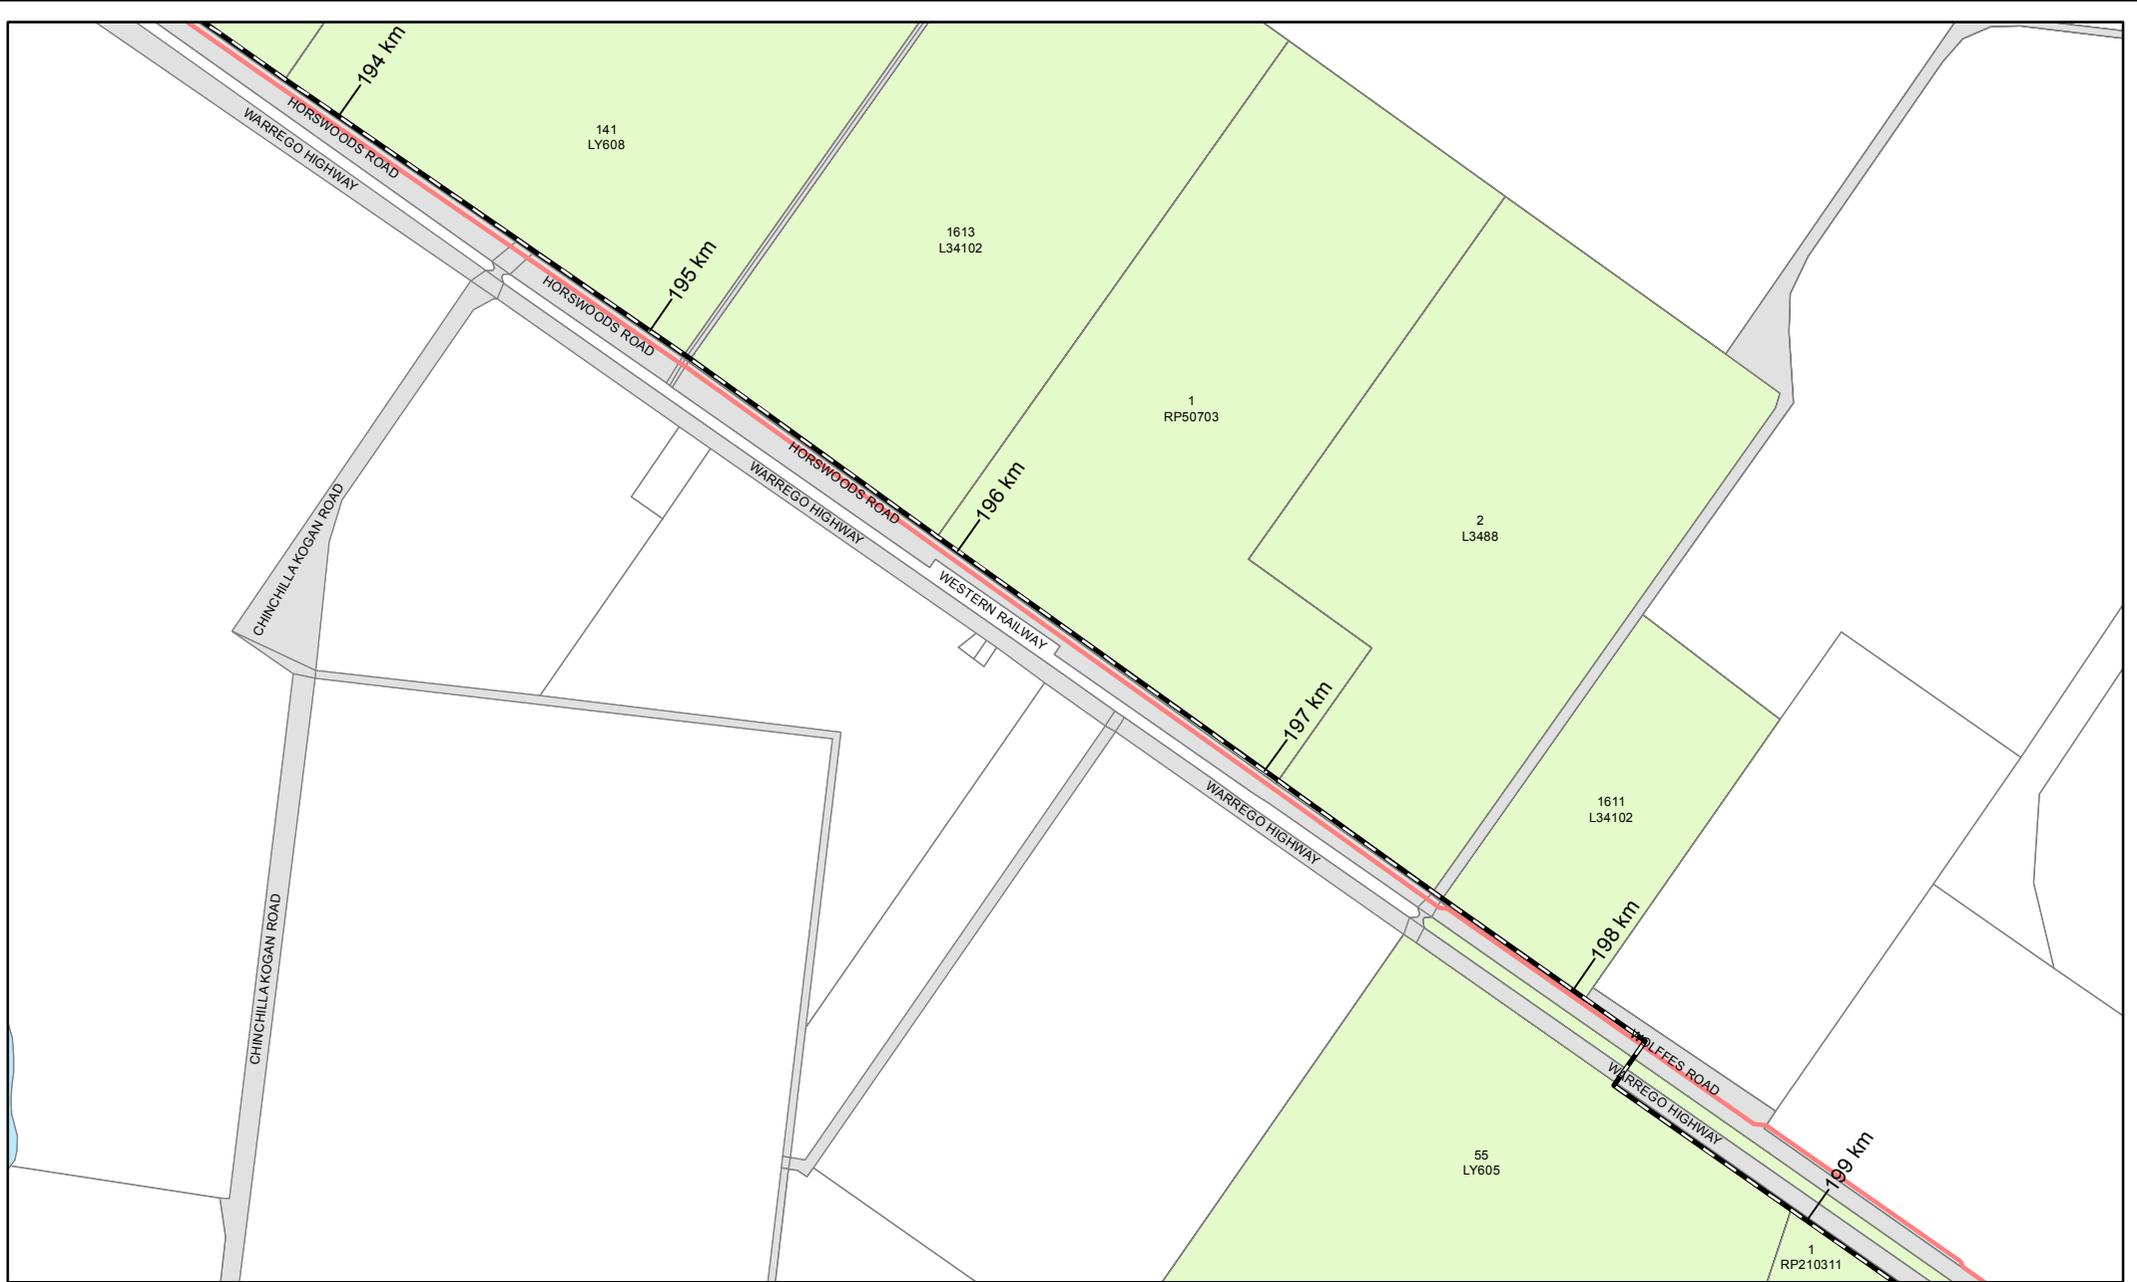 194 km
HORSWOODS ROAD
WARREGO HIGHWAY
141
LY608
195 km
HORSWOODS ROAD
1613
L34102
1
RP50703
HORSWOODS ROAD
WARREGO HIGHWAY
196 km
CHINCHILLA KOGAN ROAD
WESTERN RAILWAY
2
L3488
197 km
WARREGO HIGHWAY
1611
L34102
198 km
CHINCHILLA KOGAN ROAD
WOLFFES ROAD
WARREGO HIGHWAY
55
LY605
199 km
1
RP210311